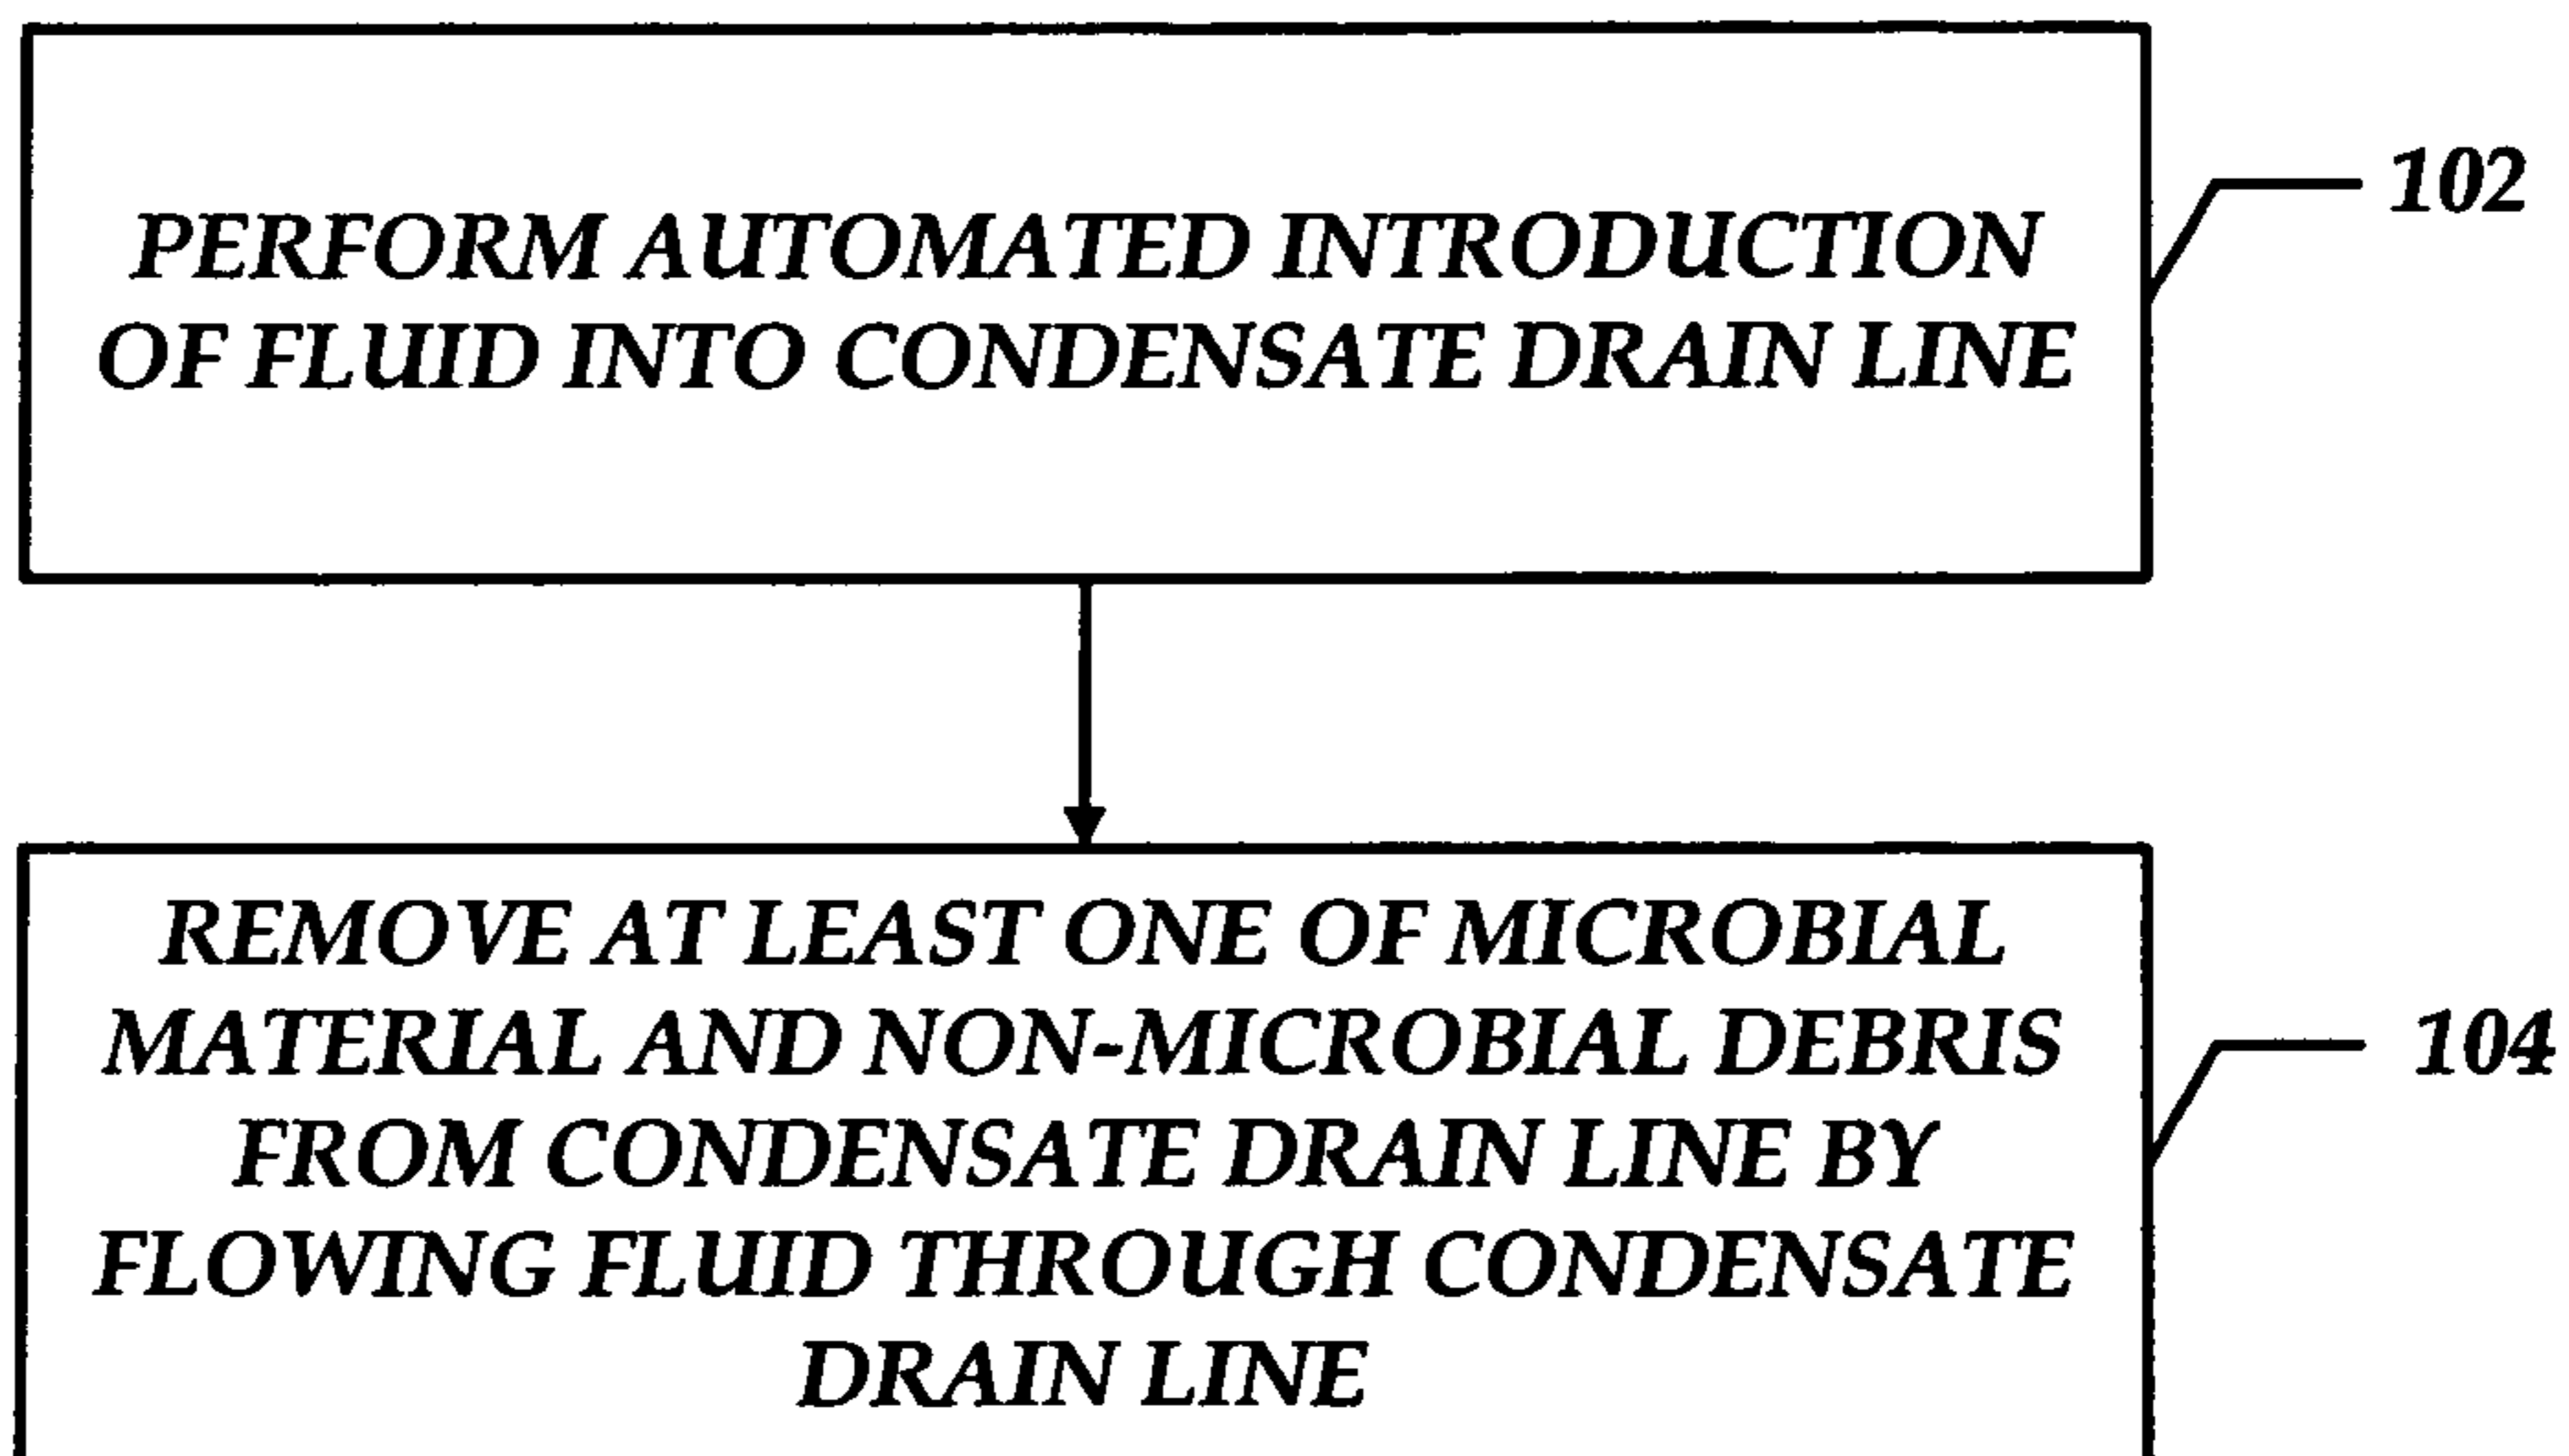 PERFORM AUTOMATED INTRODUCTION
OF FLUID INTO CONDENSATE DRAIN LINE
102
REMOVE AT LEAST ONE OF MICROBIAL
MATERIAL AND NON-MICROBIAL DEBRIS
FROM CONDENSATE DRAIN LINE BY
FLOWING FLUID THROUGH CONDENSATE
DRAIN LINE
104